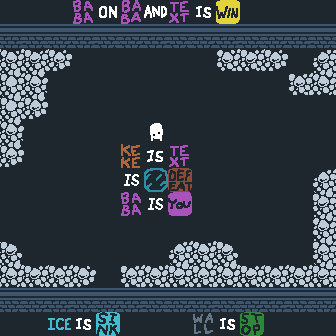 BABA ON BABA AND TEXT IS WIN
KEKE IS TEXT
IS DEFEAT
BABA IS YOU
ICE IS SINK WALL IS STOP